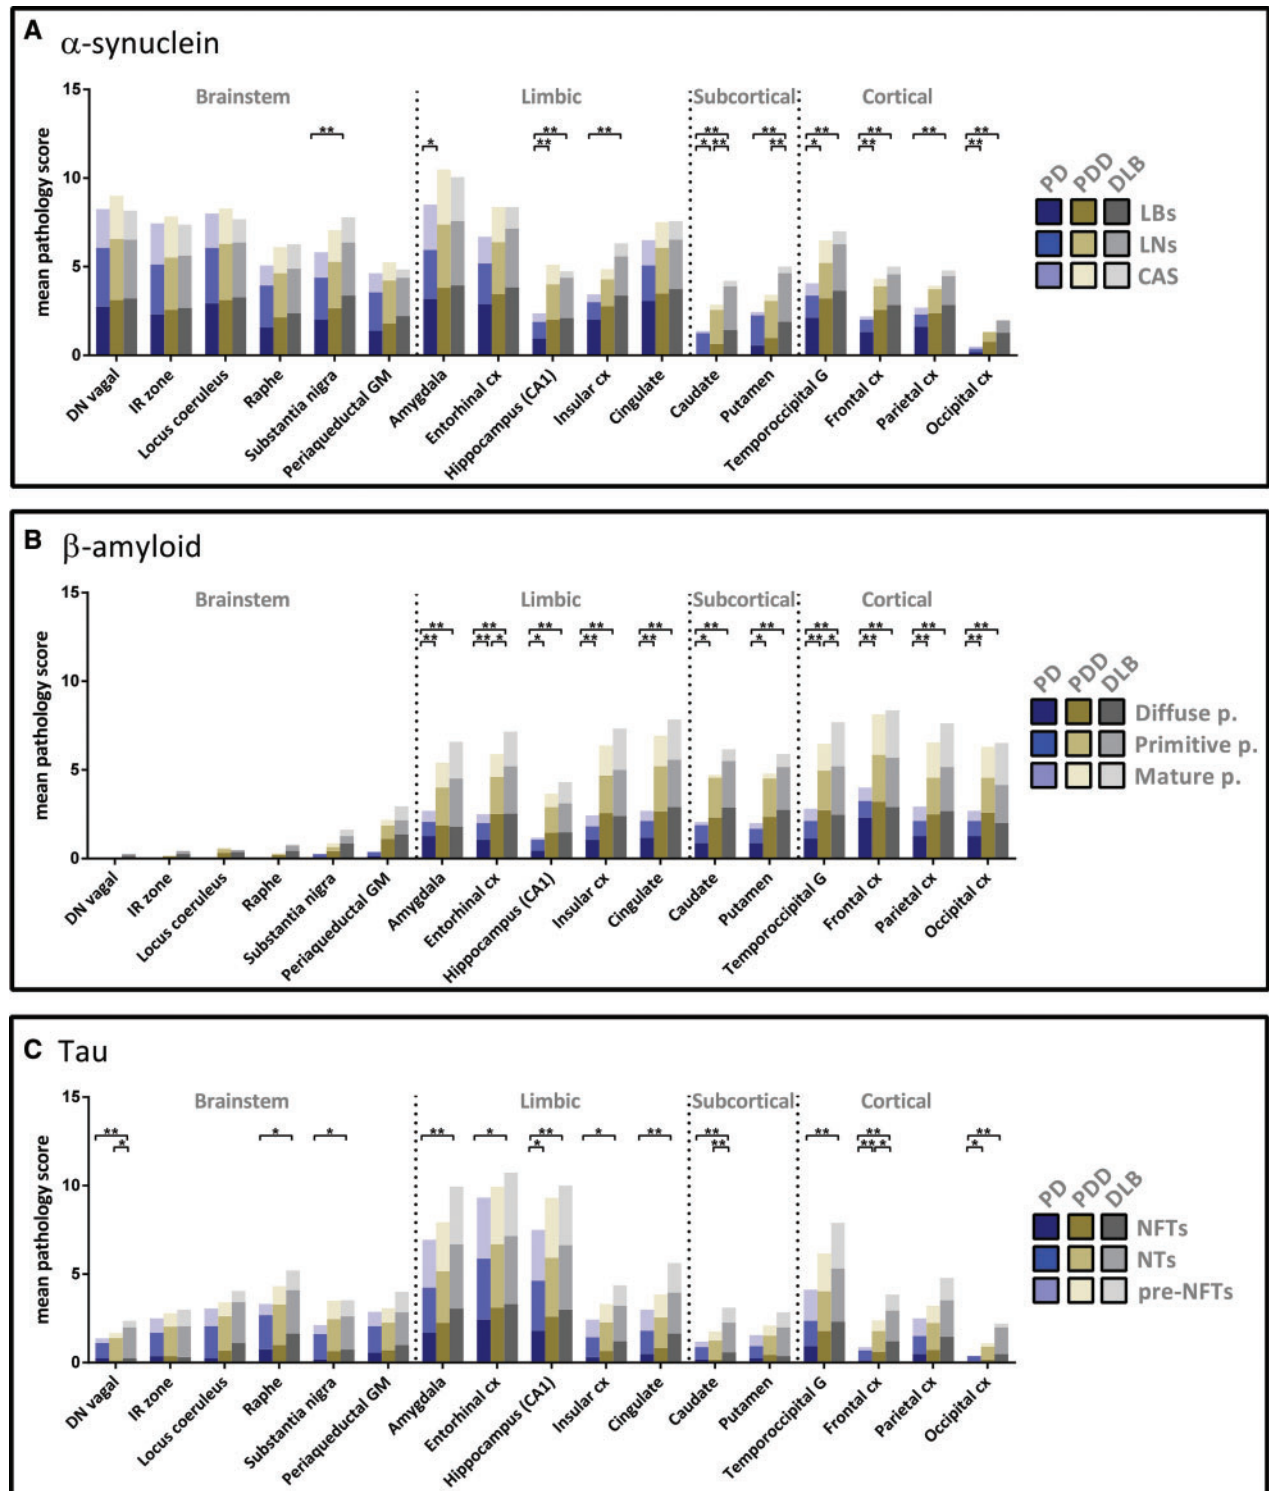 A α-synuclein
15
10
5
0
mean pathology score
Brainstem Limbic Subcortical Cortical
** * ** ** ** ** * ** ** ** ** ** * ** ** ** ** **
PD PDD DLB
LBs
LNs
CAS
DN vagal
IR zone
Locus coeruleus
Raphe
Substantia nigra
Periaqueductal GM
Amygdala
Entorhinal cx
Hippocampus (CA1)
Insular cx
Cingulate
Caudate
Putamen
Temporoccipital G
Frontal cx
Parietal cx
Occipital cx
B β-amyloid
15
10
5
0
mean pathology score
Brainstem Limbic Subcortical Cortical
** ** ** ** * ** * ** ** ** ** ** * ** * ** ** * ** ** ** ** ** **
PD PDD DLB
Diffuse p.
Primitive p.
Mature p.
DN vagal
IR zone
Locus coeruleus
Raphe
Substantia nigra
Periaqueductal GM
Amygdala
Entorhinal cx
Hippocampus (CA1)
Insular cx
Cingulate
Caudate
Putamen
Temporoccipital G
Frontal cx
Parietal cx
Occipital cx
C Tau
15
10
5
0
mean pathology score
Brainstem Limbic Subcortical Cortical
** * * * ** * ** * * ** ** ** ** ** ** * ** *
PD PDD DLB
NFTs
NTs
pre-NFTs
DN vagal
IR zone
Locus coeruleus
Raphe
Substantia nigra
Periaqueductal GM
Amygdala
Entorhinal cx
Hippocampus (CA1)
Insular cx
Cingulate
Caudate
Putamen
Temporoccipital G
Frontal cx
Parietal cx
Occipital cx